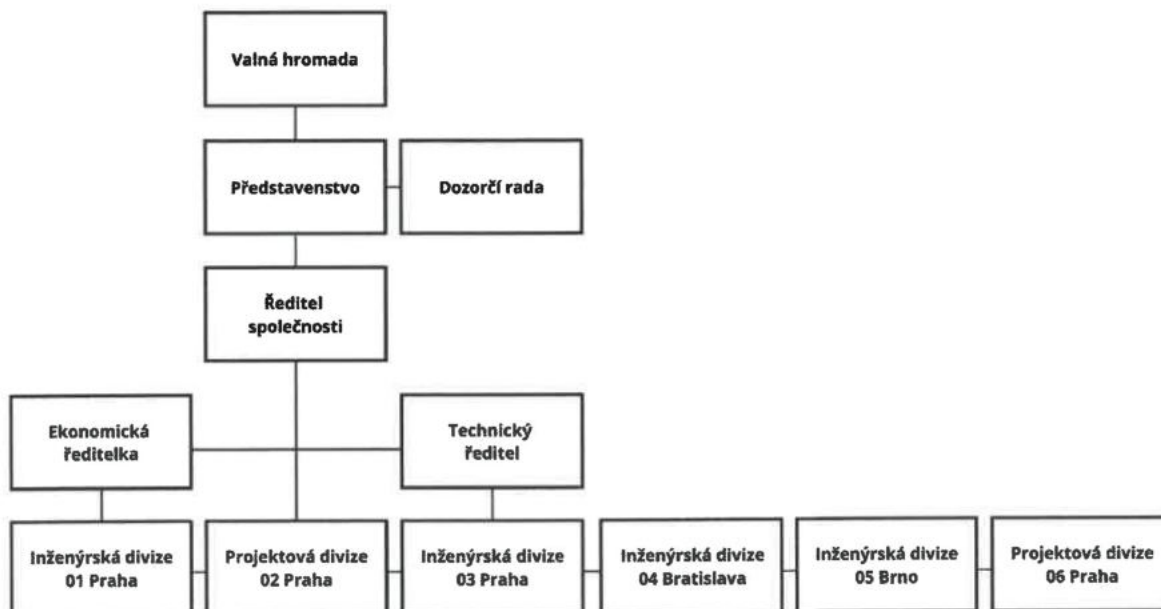 Valná hromada
Představenstvo
Dozorčí rada
Ředitel
společnosti
Ekonomická
ředitelka
Technický
ředitel
Inženýrská divize
01 Praha
Projektová divize
02 Praha
Inženýrská divize
03 Praha
Inženýrská divize
04 Bratislava
Inženýrská divize
05 Brno
Projektová divize
06 Praha